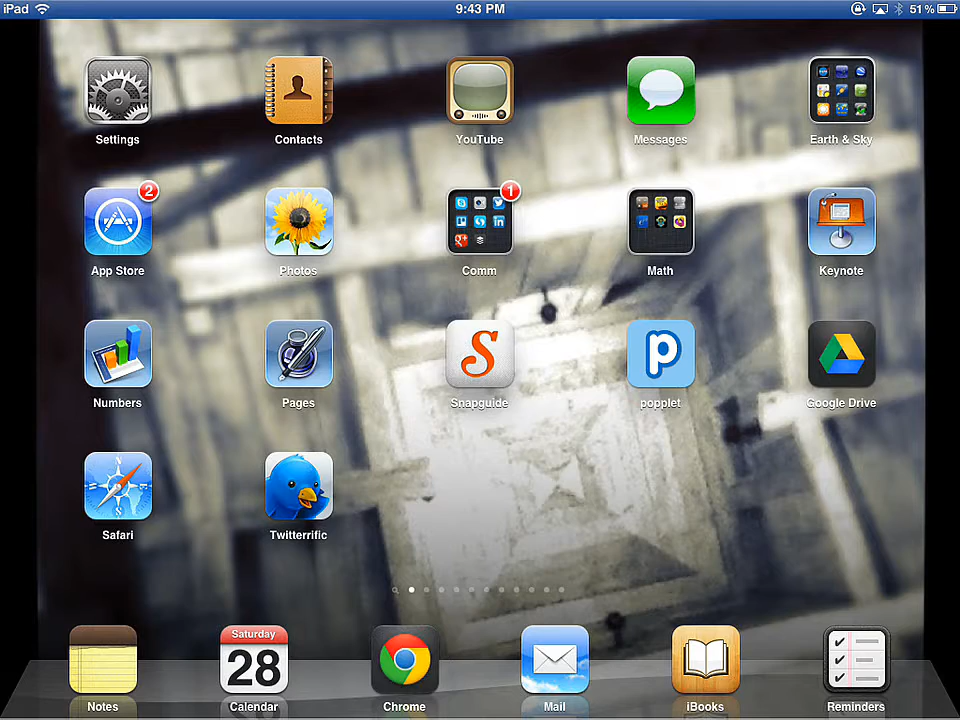 iPad 9:43 PM 51%
Settings Contacts YouTube Messages Earth & Sky
2 1
App Store Photos Comm Math Keynote
S p
Numbers Pages Snapguide popplet Google Drive
Safari Twitterrific
Saturday
28
Notes Calendar Chrome Mail iBooks Reminders